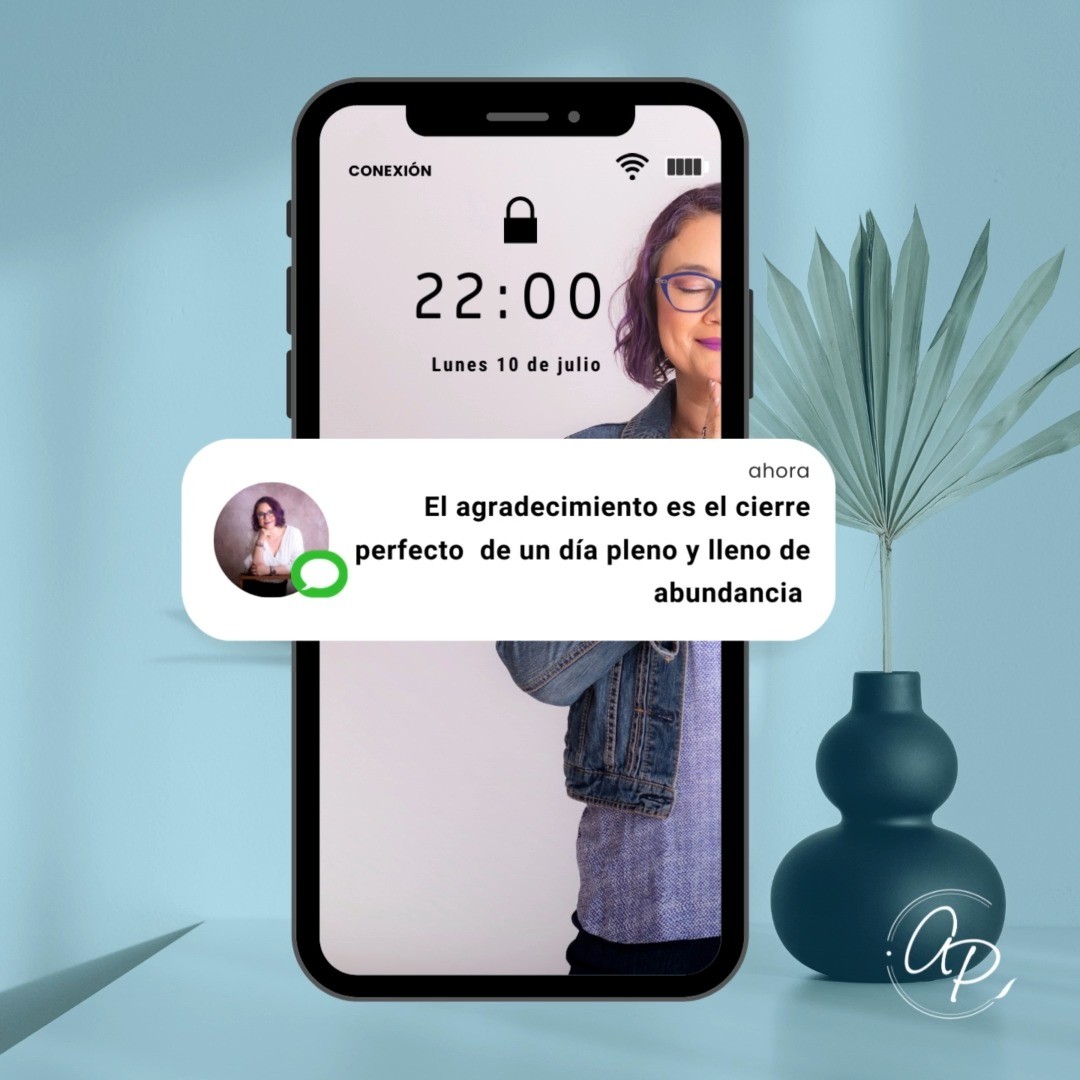 CONEXIÓN
22:00
Lunes 10 de julio
ahora
El agradecimiento es el cierre
perfecto  de un día pleno y lleno de
abundancia
aP